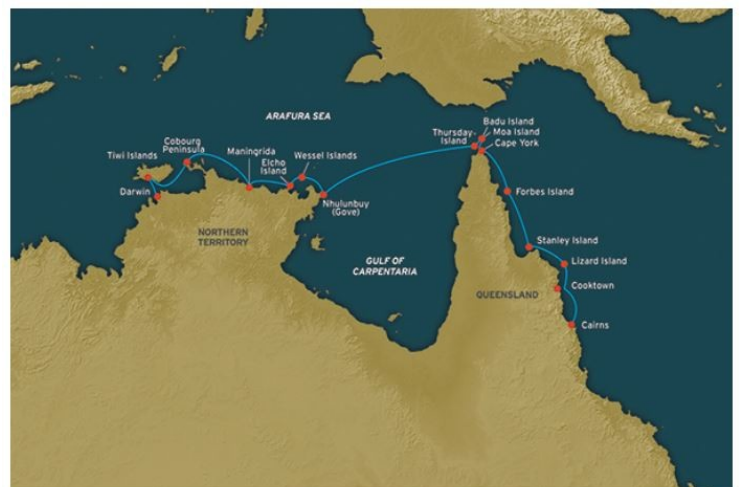 ARAFURA SEA
Badu Island
Moa Island
Thursday
Island
Cape York
Cobourg
Peninsula
Tiwi Islands
Maningrida
Elcho
Island
Wessel Islands
Darwin
Nhulunbuy
(Gove)
Forbes Island
NORTHERN
TERRITORY
Stanley Island
GULF OF
CARPENTARIA
Lizard Island
Cooktown
QUEENSLAND
Cairns